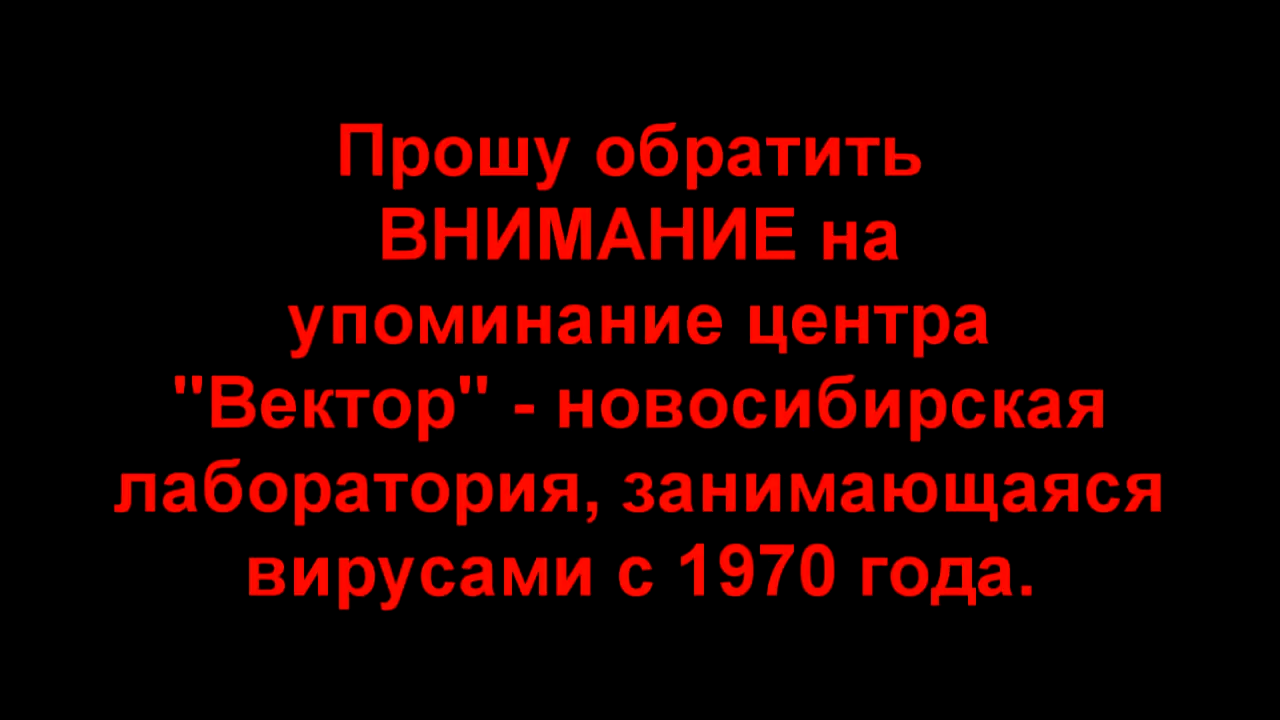 Прошу обратить
ВНИМАНИЕ на
упоминание центра
"Вектор" - новосибирская
лаборатория, занимающаяся
вирусами с 1970 года.